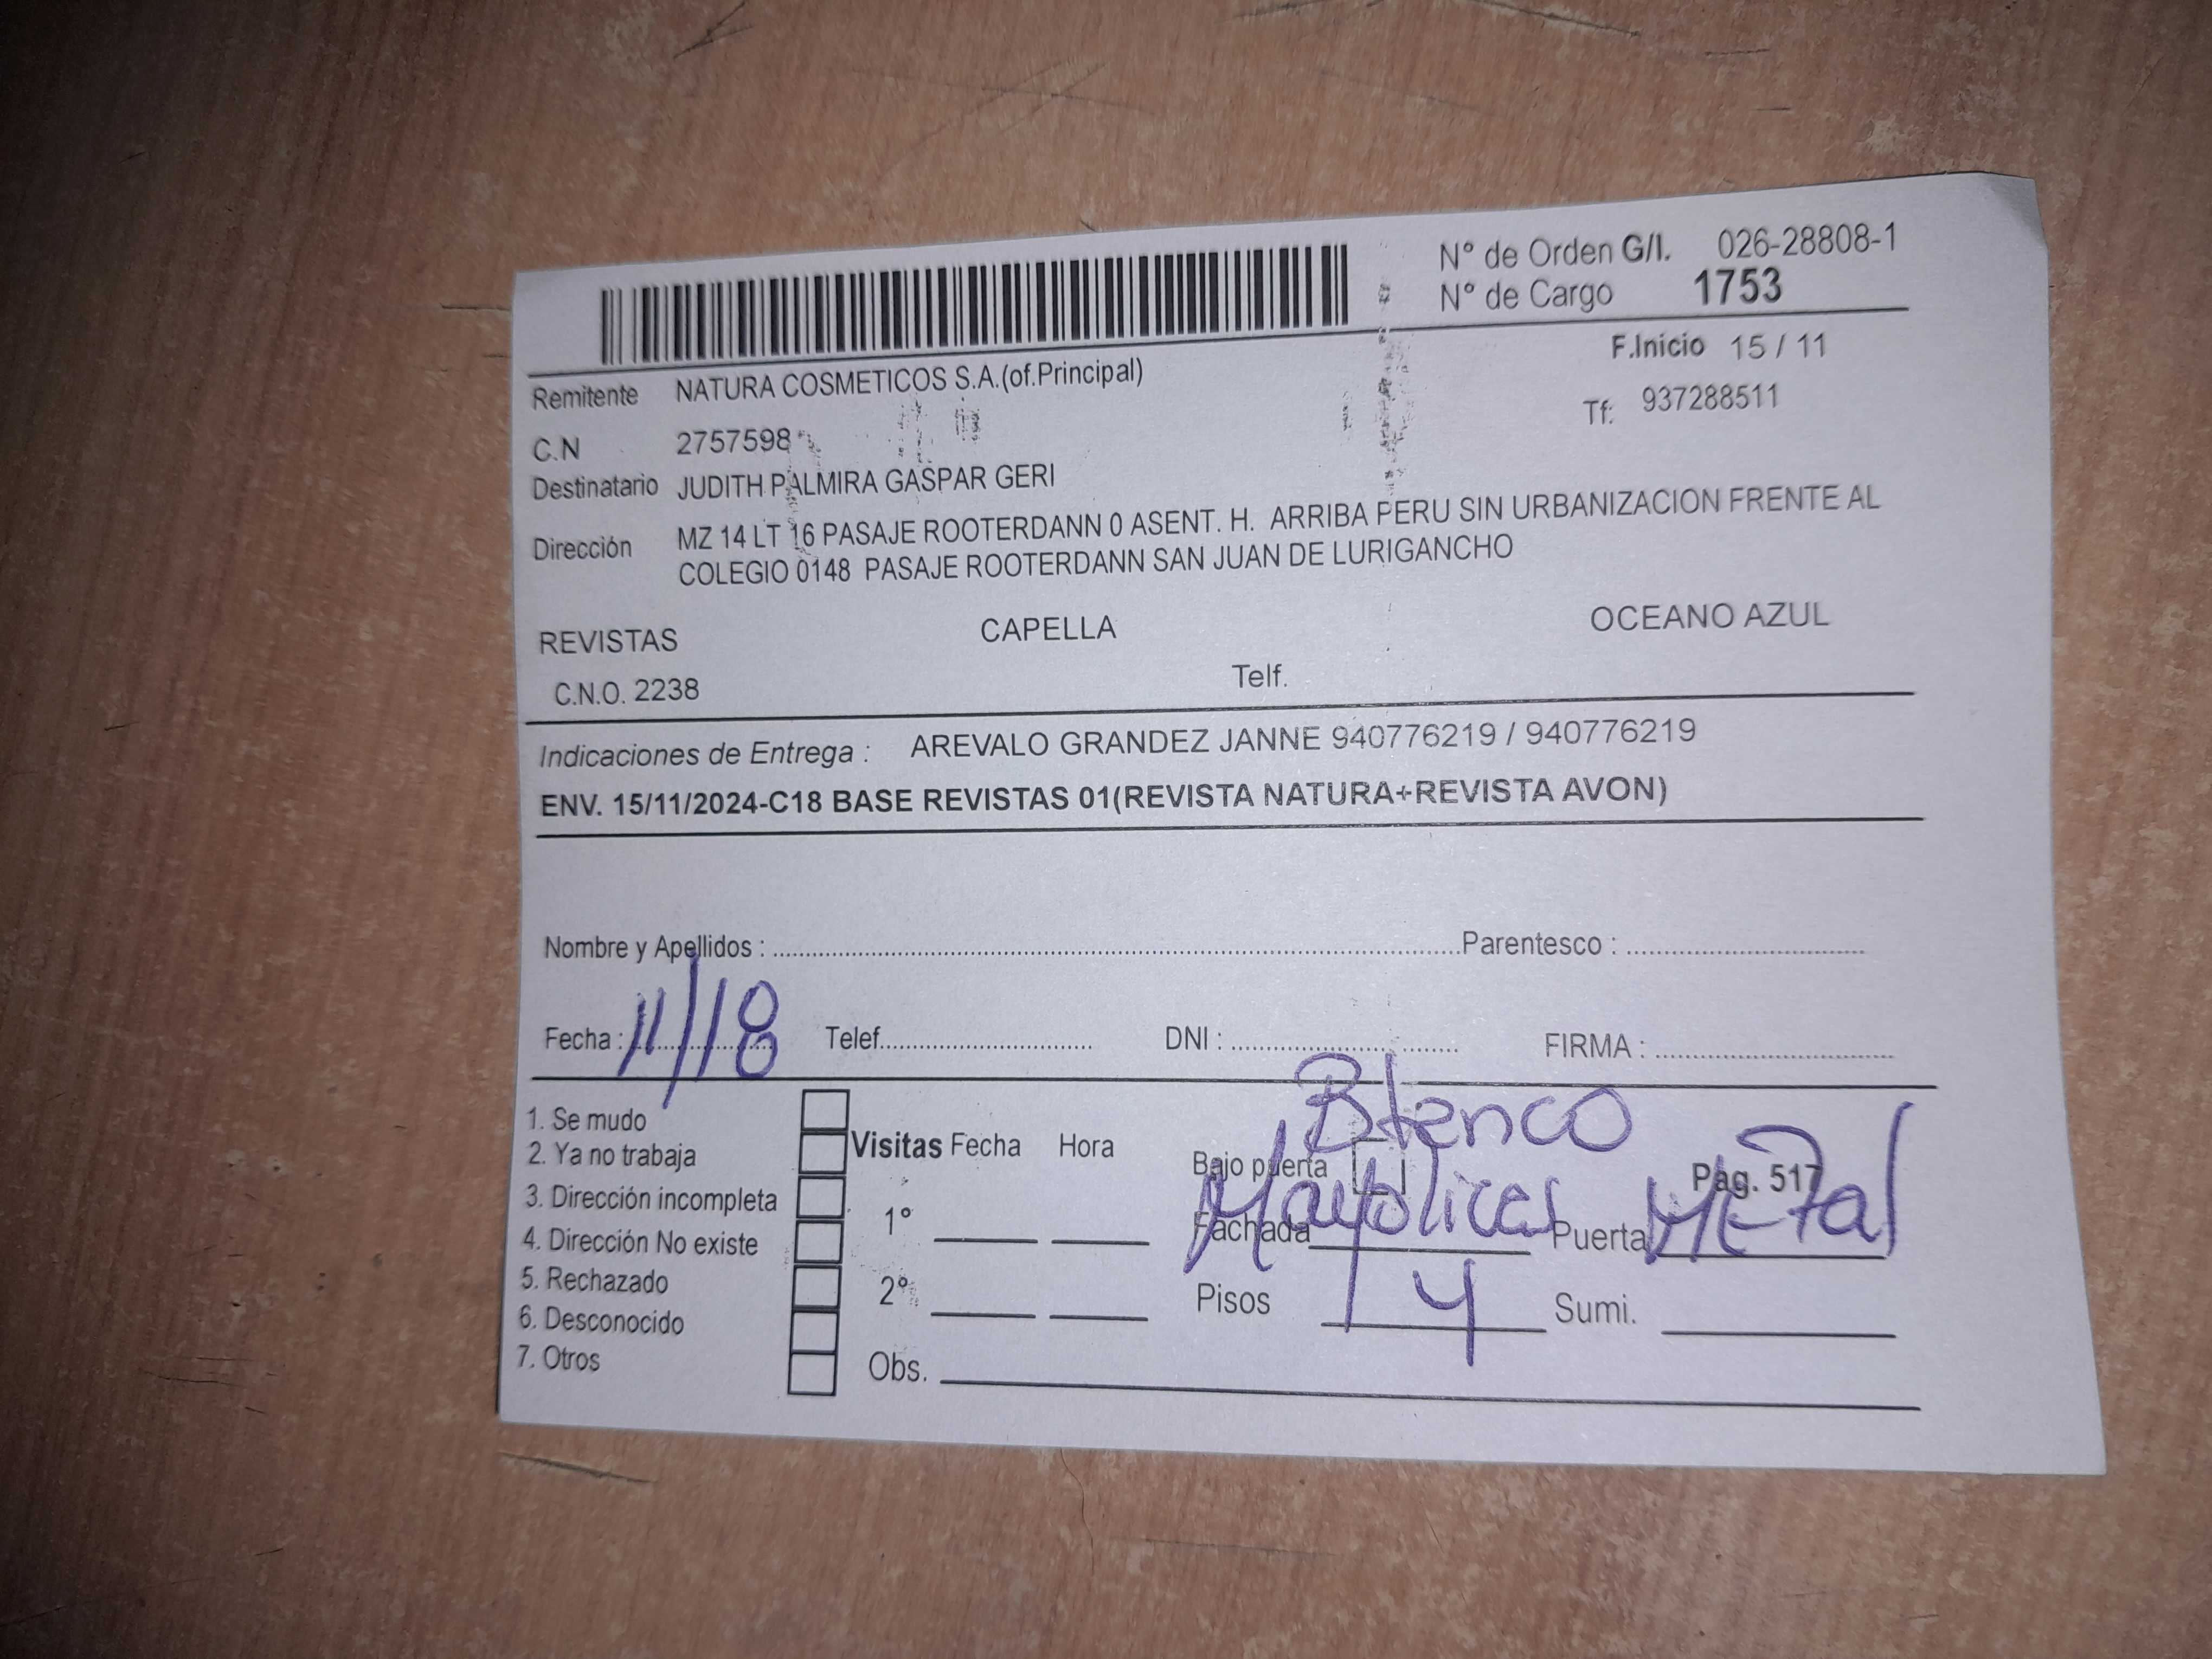 N° de Orden G/I. 026-28808-1
N° de Cargo 1753
F.Inicio 15 / 11
Remitente NATURA COSMETICOS S.A.(of.Principal)
Tf: 937288511
C.N 2757598
Destinatario JUDITH PALMIRA GASPAR GERI
Dirección MZ 14 LT 16 PASAJE ROOTERDANN 0 ASENT. H. ARRIBA PERU SIN URBANIZACION FRENTE AL
COLEGIO 0148 PASAJE ROOTERDANN SAN JUAN DE LURIGANCHO
REVISTAS CAPELLA OCEANO AZUL
C.N.O. 2238 Telf.
Indicaciones de Entrega : AREVALO GRANDEZ JANNE 940776219 / 940776219
ENV. 15/11/2024-C18 BASE REVISTAS 01(REVISTA NATURA+REVISTA AVON)
Nombre y Apellidos : Parentesco :
Fecha : 11/18 Telef. DNI : FIRMA :
1. Se mudo
2. Ya no trabaja
3. Dirección incompleta
4. Dirección No existe
5. Rechazado
6. Desconocido
7. Otros
Visitas Fecha Hora
1°
2°
Obs.
Blanco
Bajo puerta Pag. 517
Fachada Mayolicas Puerta Metal
Pisos 4 Sumi.